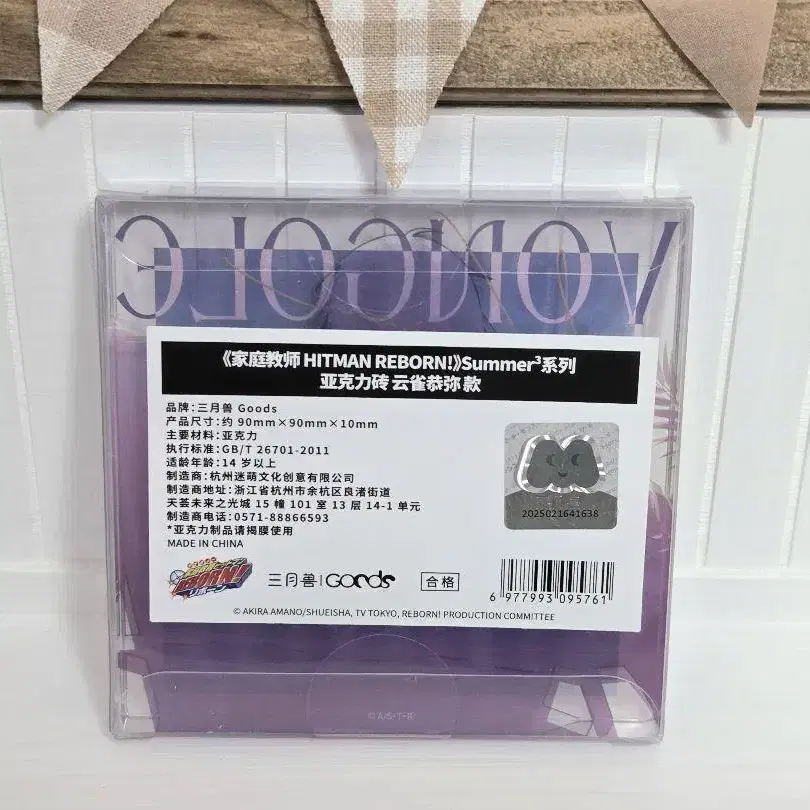 VONGOLE
《家庭教师 HITMAN REBORN!》Summer³系列
亚克力砖 云雀恭弥 款
品牌:三月兽 Goods
产品尺寸:约 90mm×90mm×10mm
主要材料:亚克力
执行标准:GB/T 26701-2011
适龄年龄:14 岁以上
制造商:杭州迷萌文化创意有限公司
制造商地址:浙江省杭州市余杭区良渚街道
天荟未来之光城 15 幢 101 室 13 层 14-1 单元
制造商电话:0571-88866593
*亚克力制品请揭膜使用
MADE IN CHINA
2025021641638
REBORN!
リボーン
三月兽 | Goods
合格
6 977993 095761
© AKIRA AMANO/SHUEISHA, TV TOKYO, REBORN! PRODUCTION COMMITTEE
©A/S·T·R